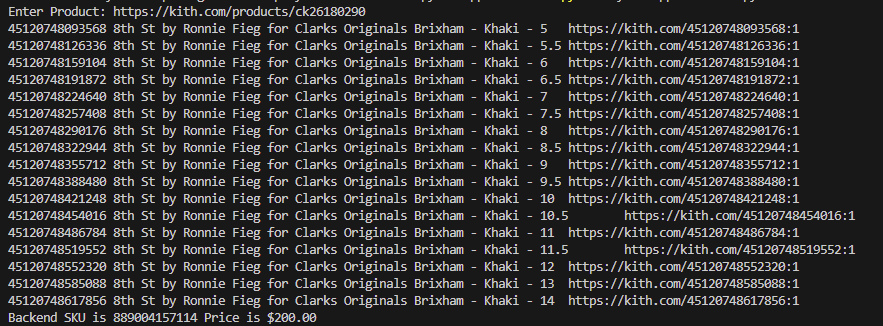 Enter Product: https://kith.com/products/ck26180290
45120748093568 8th St by Ronnie Fieg for Clarks Originals Brixham - Khaki - 5 https://kith.com/45120748093568:1
45120748126336 8th St by Ronnie Fieg for Clarks Originals Brixham - Khaki - 5.5 https://kith.com/45120748126336:1
45120748159104 8th St by Ronnie Fieg for Clarks Originals Brixham - Khaki - 6 https://kith.com/45120748159104:1
45120748191872 8th St by Ronnie Fieg for Clarks Originals Brixham - Khaki - 6.5 https://kith.com/45120748191872:1
45120748224640 8th St by Ronnie Fieg for Clarks Originals Brixham - Khaki - 7 https://kith.com/45120748224640:1
45120748257408 8th St by Ronnie Fieg for Clarks Originals Brixham - Khaki - 7.5 https://kith.com/45120748257408:1
45120748290176 8th St by Ronnie Fieg for Clarks Originals Brixham - Khaki - 8 https://kith.com/45120748290176:1
45120748322944 8th St by Ronnie Fieg for Clarks Originals Brixham - Khaki - 8.5 https://kith.com/45120748322944:1
45120748355712 8th St by Ronnie Fieg for Clarks Originals Brixham - Khaki - 9 https://kith.com/45120748355712:1
45120748388480 8th St by Ronnie Fieg for Clarks Originals Brixham - Khaki - 9.5 https://kith.com/45120748388480:1
45120748421248 8th St by Ronnie Fieg for Clarks Originals Brixham - Khaki - 10 https://kith.com/45120748421248:1
45120748454016 8th St by Ronnie Fieg for Clarks Originals Brixham - Khaki - 10.5 https://kith.com/45120748454016:1
45120748486784 8th St by Ronnie Fieg for Clarks Originals Brixham - Khaki - 11 https://kith.com/45120748486784:1
45120748519552 8th St by Ronnie Fieg for Clarks Originals Brixham - Khaki - 11.5 https://kith.com/45120748519552:1
45120748552320 8th St by Ronnie Fieg for Clarks Originals Brixham - Khaki - 12 https://kith.com/45120748552320:1
45120748585088 8th St by Ronnie Fieg for Clarks Originals Brixham - Khaki - 13 https://kith.com/45120748585088:1
45120748617856 8th St by Ronnie Fieg for Clarks Originals Brixham - Khaki - 14 https://kith.com/45120748617856:1
Backend SKU is 889004157114 Price is $200.00